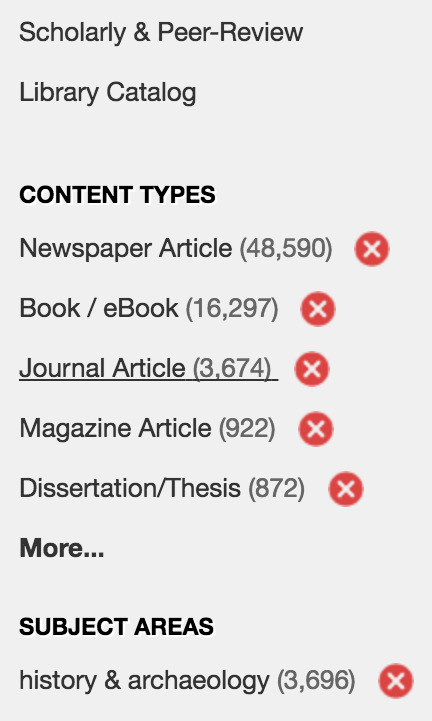 Scholarly & Peer-Review
Library Catalog
CONTENT TYPES
Newspaper Article (48,590)
Book / eBook (16,297)
Journal Article (3,674)
Magazine Article (922)
Dissertation/Thesis (872)
More...
SUBJECT AREAS
history & archaeology (3,696)